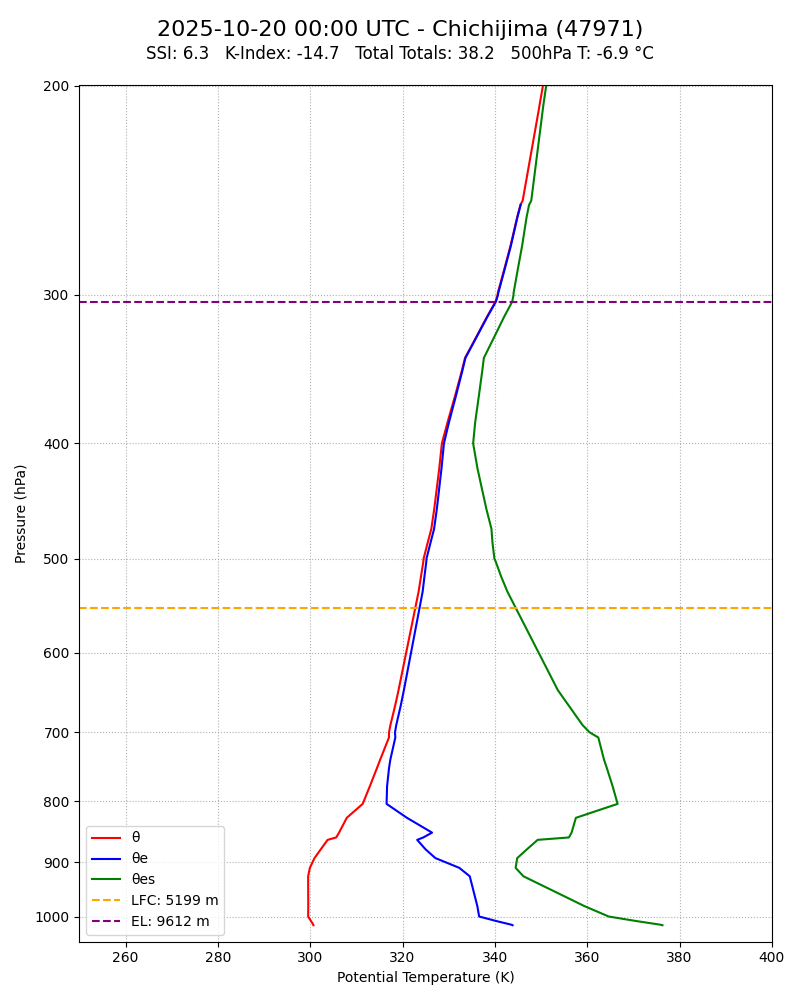 2025-10-20 00:00 UTC - Chichijima (47971)
SSI: 6.3   K-Index: -14.7   Total Totals: 38.2   500hPa T: -6.9 °C
200
300
400
500
600
700
800
900
1000
Pressure (hPa)
θ
θe
θes
LFC: 5199 m
EL: 9612 m
260 280 300 320 340 360 380 400
Potential Temperature (K)